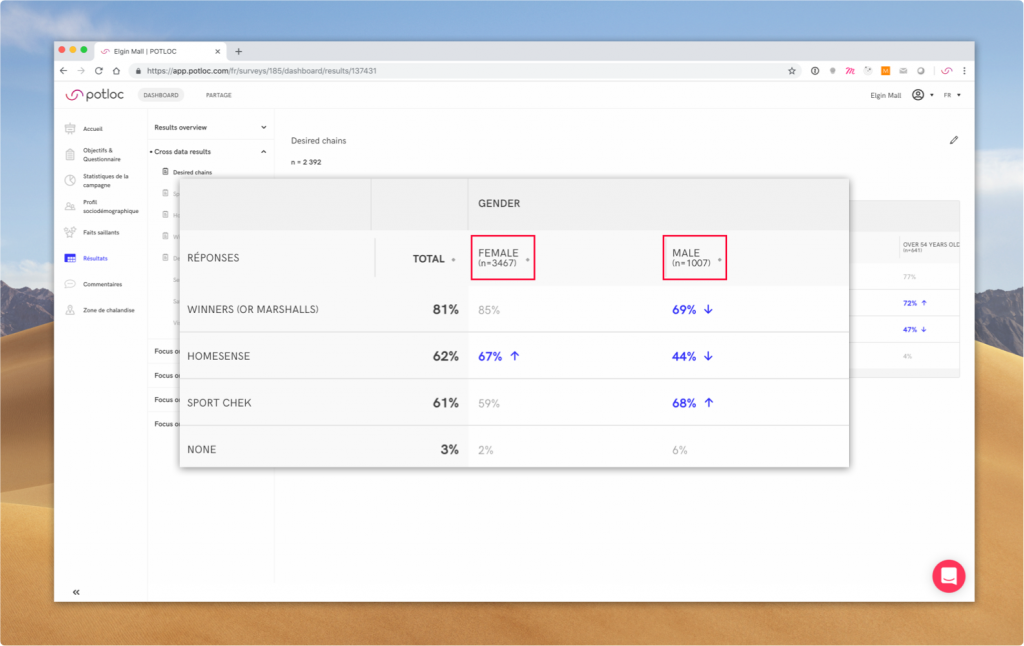 Elgin Mall | POTLOC
https://app.potloc.com/fr/surveys/185/dashboard/results/137431
potloc
DASHBOARD
PARTAGE
Elgin Mall
FR
Accueil
Objectifs &
Questionnaire
Statistiques de la
campagne
Profil
sociodémographique
Faits saillants
Résultats
Commentaires
Zone de chalandise
Results overview
Cross data results
Desired chains
Focus
Focus
Focus
Focus
Desired chains
n = 2 392
GENDER
RÉPONSES
TOTAL
FEMALE
(n=3467)
MALE
(n=1007)
WINNERS (OR MARSHALLS) 81% 85% 69% ↓
HOMESENSE 62% 67% ↑ 44% ↓
SPORT CHEK 61% 59% 68% ↑
NONE 3% 2% 6%
OVER 54 YEARS OLD
(n=641)
77%
72% ↑
47% ↓
4%
«